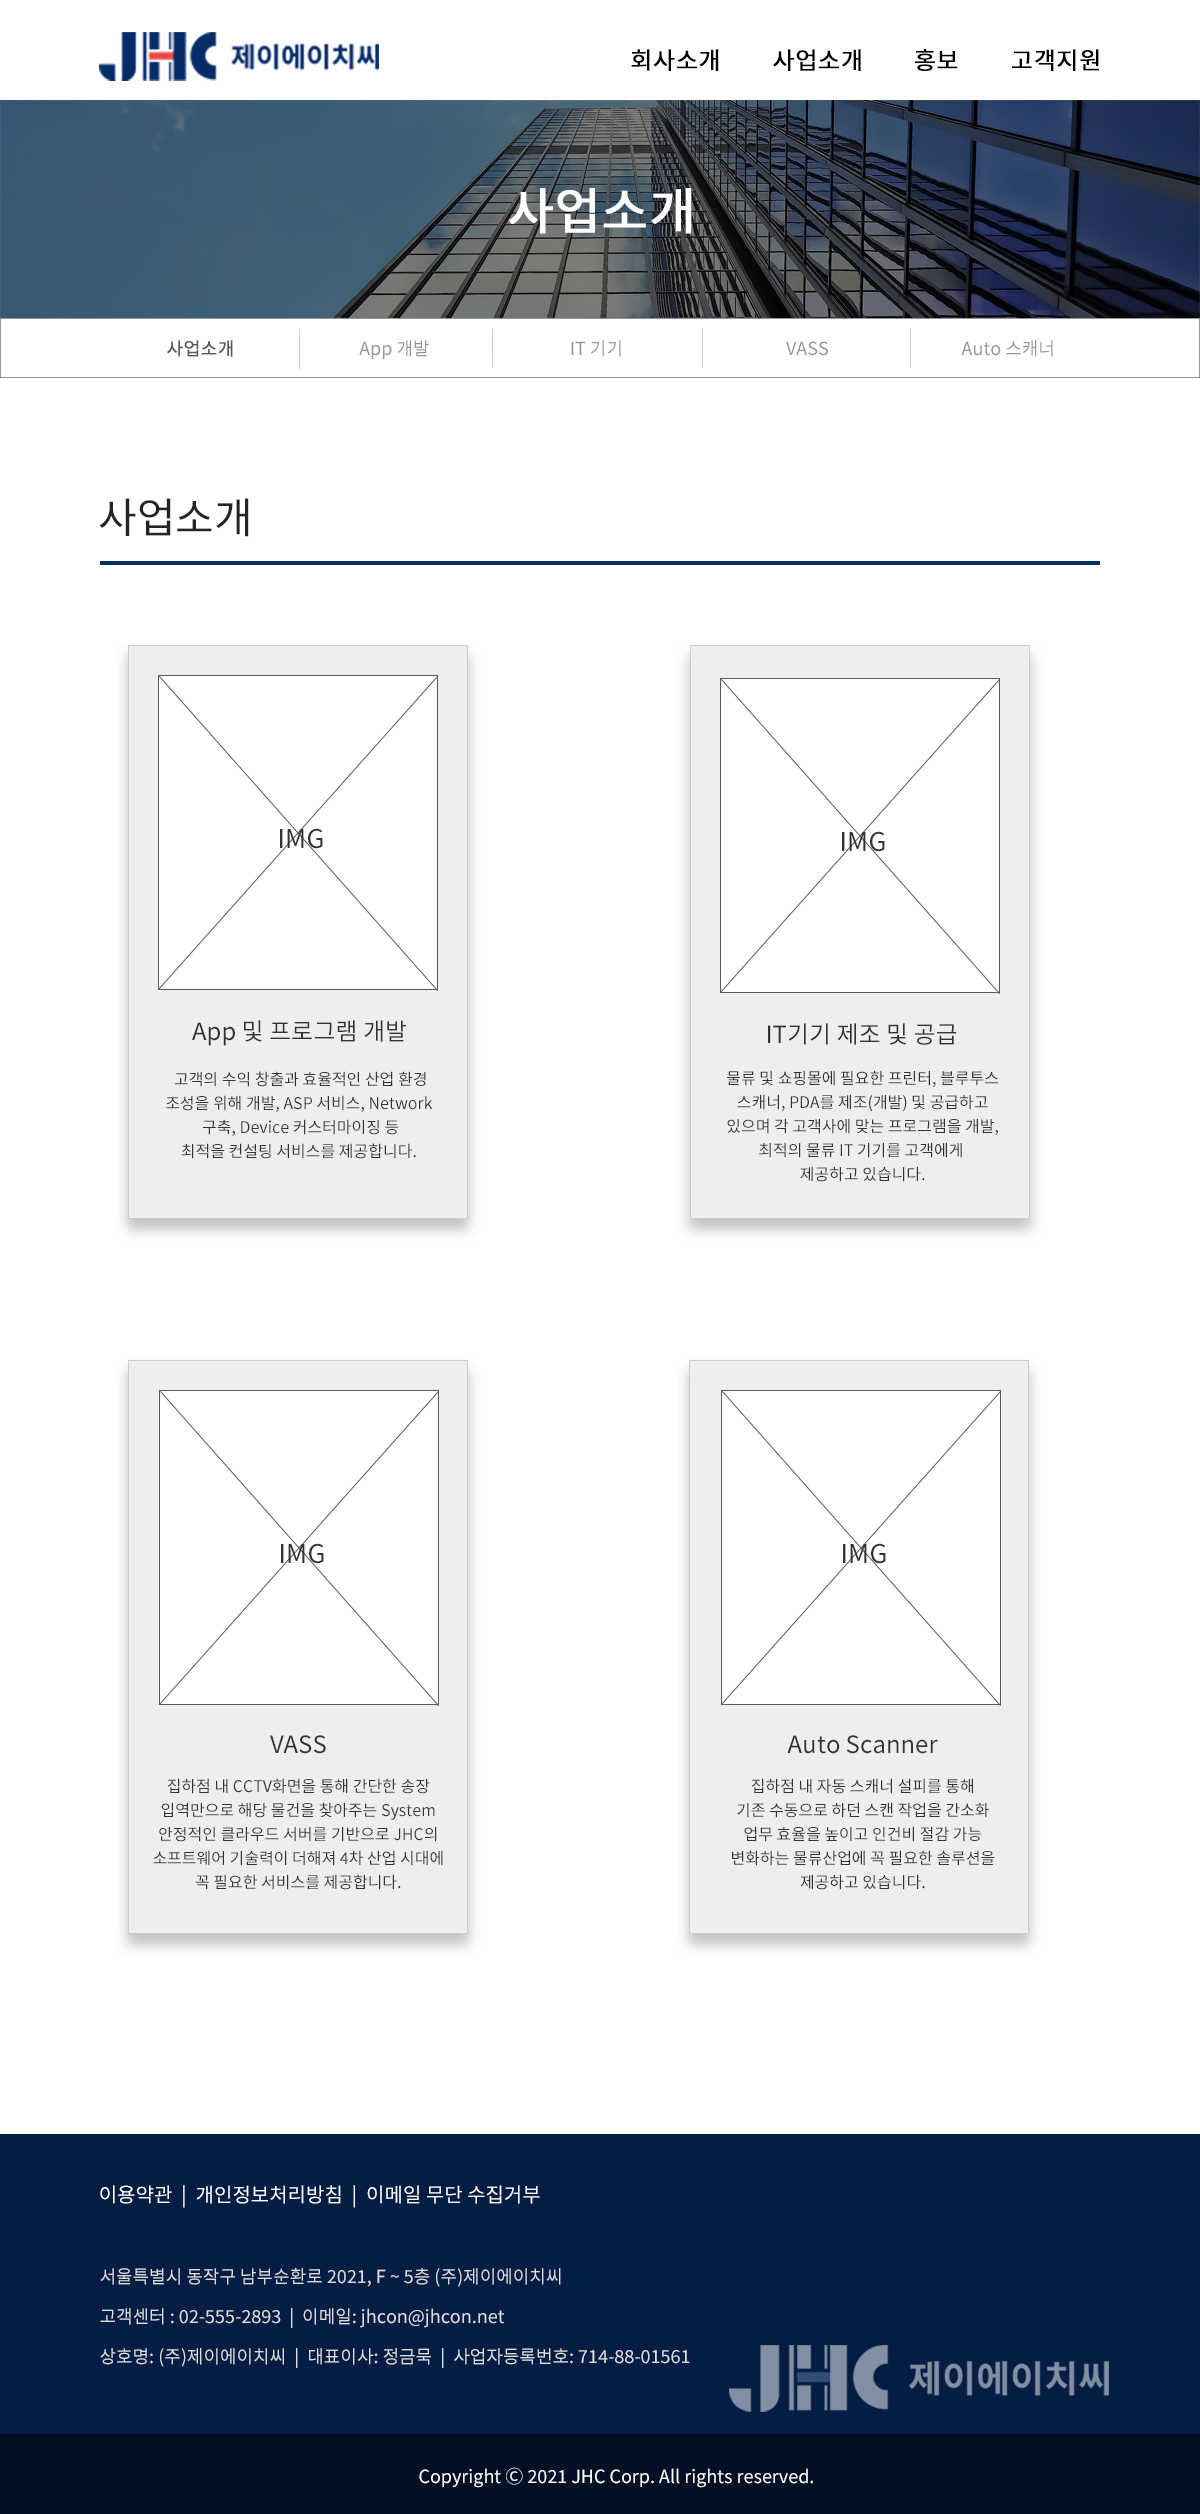 JHC 제이에이치씨
회사소개 사업소개 홍보 고객지원
사업소개
사업소개 App 개발 IT 기기 VASS Auto 스캐너
사업소개
IMG
App 및 프로그램 개발
고객의 수익 창출과 효율적인 산업 환경
조성을 위해 개발, ASP 서비스, Network
구축, Device 커스터마이징 등
최적을 컨설팅 서비스를 제공합니다.
IMG
IT기기 제조 및 공급
물류 및 쇼핑몰에 필요한 프린터, 블루투스
스캐너, PDA를 제조(개발) 및 공급하고
있으며 각 고객사에 맞는 프로그램을 개발,
최적의 물류 IT 기기를 고객에게
제공하고 있습니다.
IMG
VASS
집하점 내 CCTV화면을 통해 간단한 송장
입역만으로 해당 물건을 찾아주는 System
안정적인 클라우드 서버를 기반으로 JHC의
소프트웨어 기술력이 더해져 4차 산업 시대에
꼭 필요한 서비스를 제공합니다.
IMG
Auto Scanner
집하점 내 자동 스캐너 설피를 통해
기존 수동으로 하던 스캔 작업을 간소화
업무 효율을 높이고 인건비 절감 가능
변화하는 물류산업에 꼭 필요한 솔루션을
제공하고 있습니다.
이용약관 | 개인정보처리방침 | 이메일 무단 수집거부
서울특별시 동작구 남부순환로 2021, F ~ 5층 (주)제이에이치씨
고객센터 : 02-555-2893 | 이메일: jhcon@jhcon.net
상호명: (주)제이에이치씨 | 대표이사: 정금묵 | 사업자등록번호: 714-88-01561
JHC 제이에이치씨
Copyright ⓒ 2021 JHC Corp. All rights reserved.